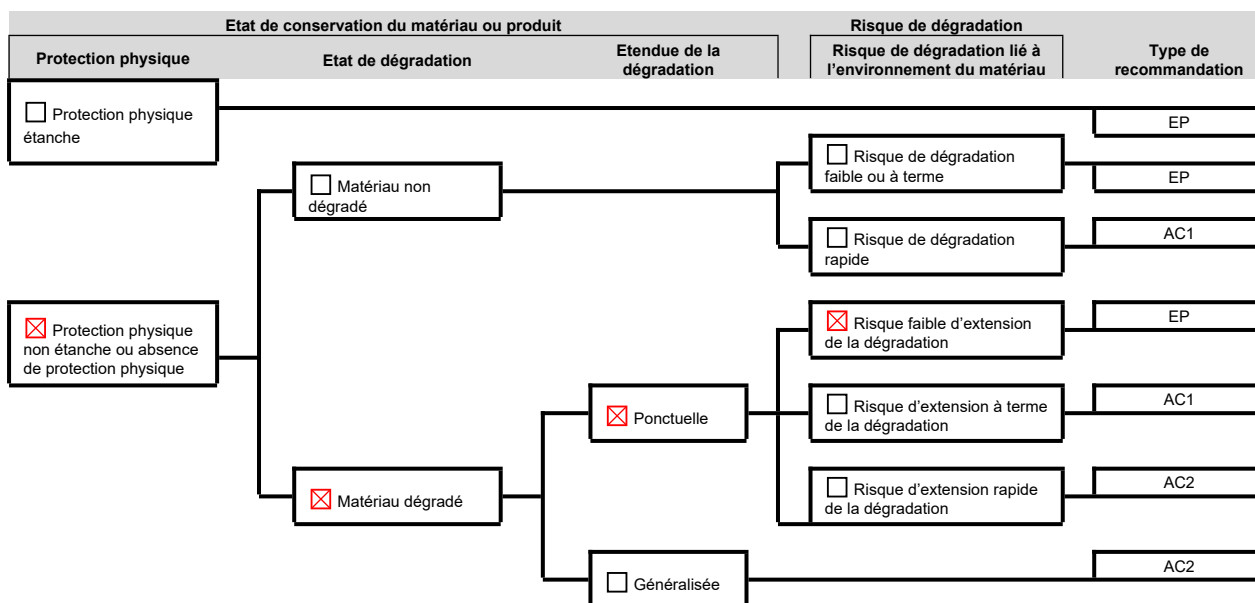 Etat de conservation du matériau ou produit
Risque de dégradation
Protection physique
Etat de dégradation
Etendue de la
dégradation
Risque de dégradation lié à
l'environnement du matériau
Type de
recommandation
Protection physique
étanche
EP
Matériau non
dégradé
Risque de dégradation
faible ou à terme
EP
Risque de dégradation
rapide
AC1
Protection physique
non étanche ou absence
de protection physique
Risque faible d'extension
de la dégradation
EP
Ponctuelle
Risque d'extension à terme
de la dégradation
AC1
Matériau dégradé
Risque d'extension rapide
de la dégradation
AC2
Généralisée
AC2